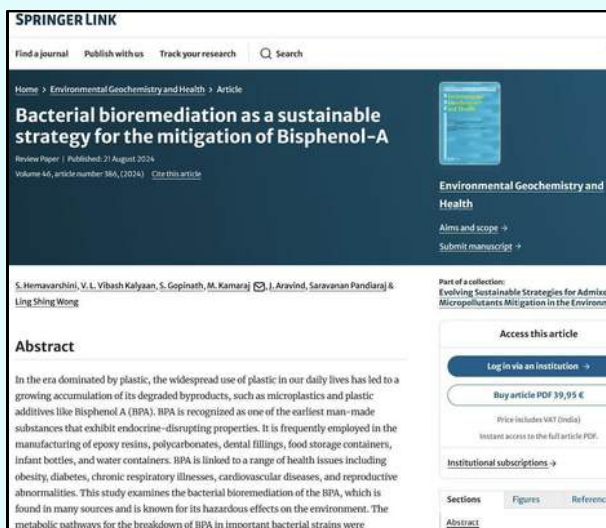 SPRINGER LINK
Find a journal Publish with us Track your research Search
Home > Environmental Geochemistry and Health > Article
Bacterial bioremediation as a sustainable
strategy for the mitigation of Bisphenol-A
Review Paper | Published: 21 August 2024
Volume 46, article number 386, (2024) Cite this article
Environmental Geochemistry and
Health
Aims and scope →
Submit manuscript →
S. Hemavarshini, V. L. Vibash Kalyaan, S. Gopinath, M. Kamaraj, J. Aravind, Saravanan Pandiaraj &
Ling Shing Wong
Abstract
In the era dominated by plastic, the widespread use of plastic in our daily lives has led to a
growing accumulation of its degraded byproducts, such as microplastics and plastic
additives like Bisphenol A (BPA). BPA is recognized as one of the earliest man-made
substances that exhibit endocrine-disrupting properties. It is frequently employed in the
manufacturing of epoxy resins, polycarbonates, dental fillings, food storage containers,
infant bottles, and water containers. BPA is linked to a range of health issues including
obesity, diabetes, chronic respiratory illnesses, cardiovascular diseases, and reproductive
abnormalities. This study examines the bacterial bioremediation of the BPA, which is
found in many sources and is known for its hazardous effects on the environment. The
metabolic pathways for the breakdown of BPA in important bacterial strains were
Part of a collection:
Evolving Sustainable Strategies for Admixe
Micropollutants Mitigation in the Environm
Access this article
Log in via an institution →
Buy article PDF 39,95 €
Price includes VAT (India)
Instant access to the full article PDF.
Institutional subscriptions →
Sections Figures Referenc
Abstract